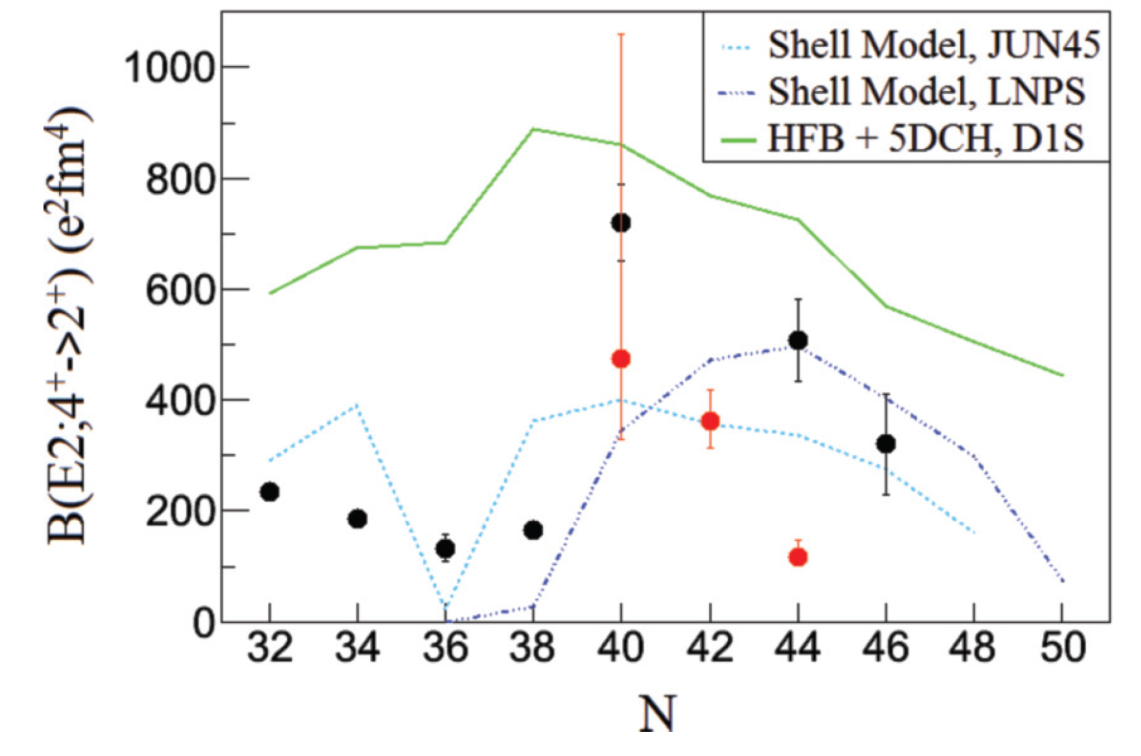 Shell Model, JUN45
Shell Model, LNPS
HFB + 5DCH, D1S
B(E2;4⁺->2⁺) (e²fm⁴)
1000
800
600
400
200
0
32 34 36 38 40 42 44 46 48 50
N